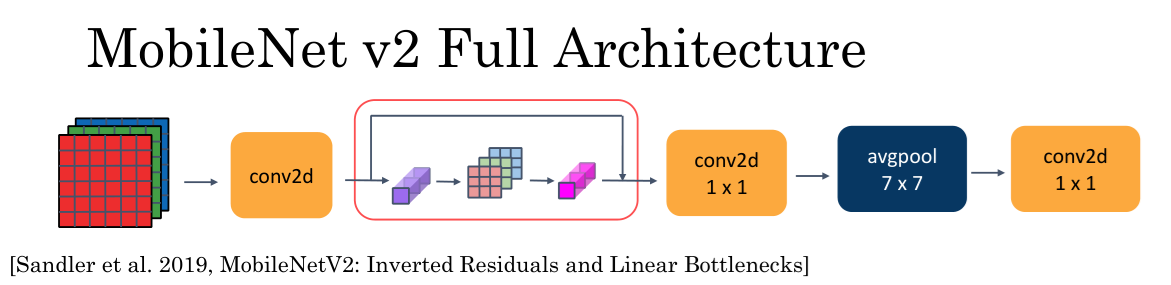 MobileNet v2 Full Architecture
conv2d
conv2d
1 x 1
avgpool
7 x 7
conv2d
1 x 1
[Sandler et al. 2019, MobileNetV2: Inverted Residuals and Linear Bottlenecks]